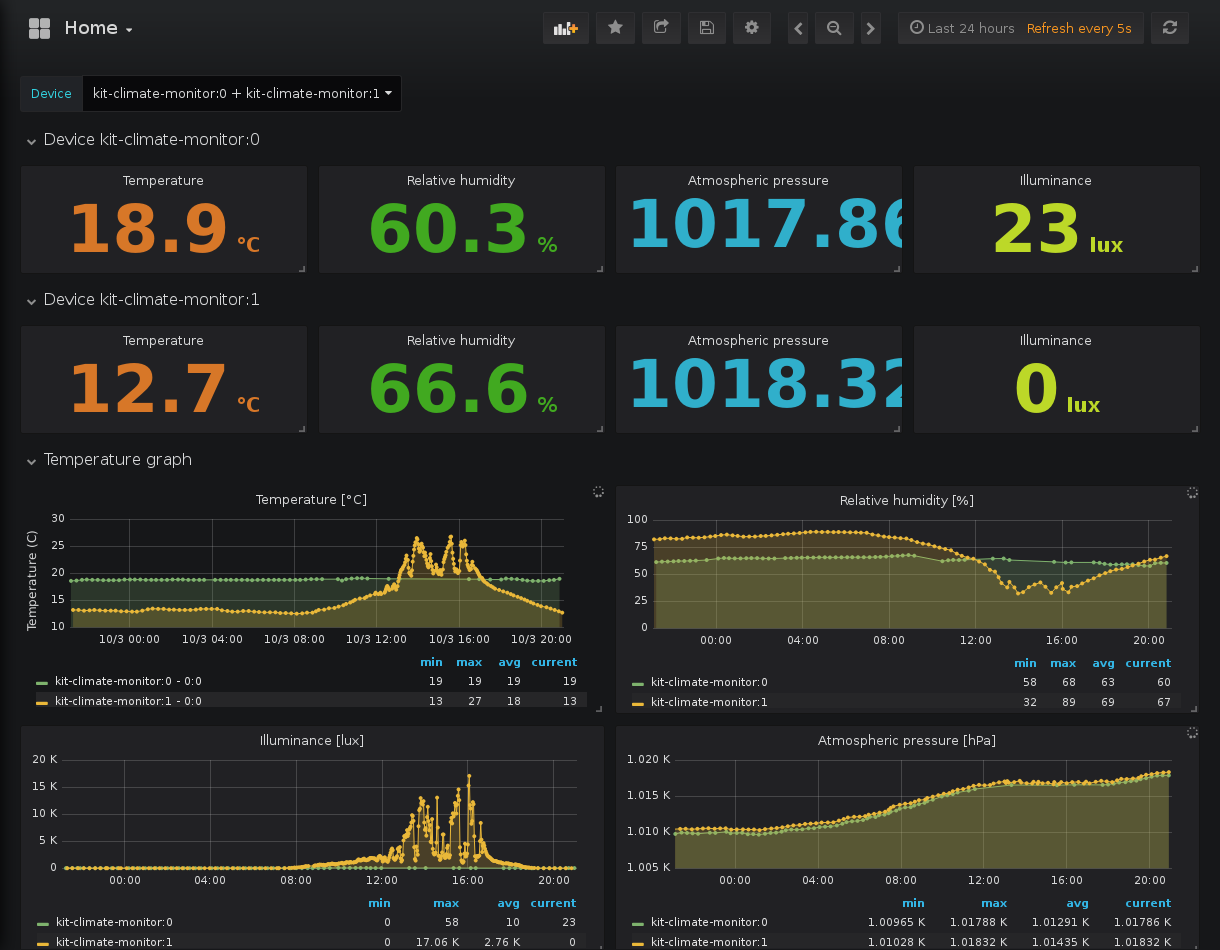 Home
Last 24 hours Refresh every 5s
Device kit-climate-monitor:0 + kit-climate-monitor:1
Device kit-climate-monitor:0
Temperature Relative humidity Atmospheric pressure Illuminance
18.9 °C 60.3 % 1017.86 23 lux
Device kit-climate-monitor:1
Temperature Relative humidity Atmospheric pressure Illuminance
12.7 °C 66.6 % 1018.32 0 lux
Temperature graph
Temperature [°C]
Temperature (C)
30
25
20
15
10
10/3 00:00 10/3 04:00 10/3 08:00 10/3 12:00 10/3 16:00 10/3 20:00
min max avg current
kit-climate-monitor:0 - 0:0 19 19 19 19
kit-climate-monitor:1 - 0:0 13 27 18 13
Relative humidity [%]
100
75
50
25
0
00:00 04:00 08:00 12:00 16:00 20:00
min max avg current
kit-climate-monitor:0 58 68 63 60
kit-climate-monitor:1 32 89 69 67
Illuminance [lux]
20 K
15 K
10 K
5 K
0
00:00 04:00 08:00 12:00 16:00 20:00
min max avg current
kit-climate-monitor:0 0 58 10 23
kit-climate-monitor:1 0 17.06 K 2.76 K 0
Atmospheric pressure [hPa]
1.020 K
1.015 K
1.010 K
1.005 K
00:00 04:00 08:00 12:00 16:00 20:00
min max avg current
kit-climate-monitor:0 1.00965 K 1.01788 K 1.01291 K 1.01786 K
kit-climate-monitor:1 1.01028 K 1.01832 K 1.01435 K 1.01832 K